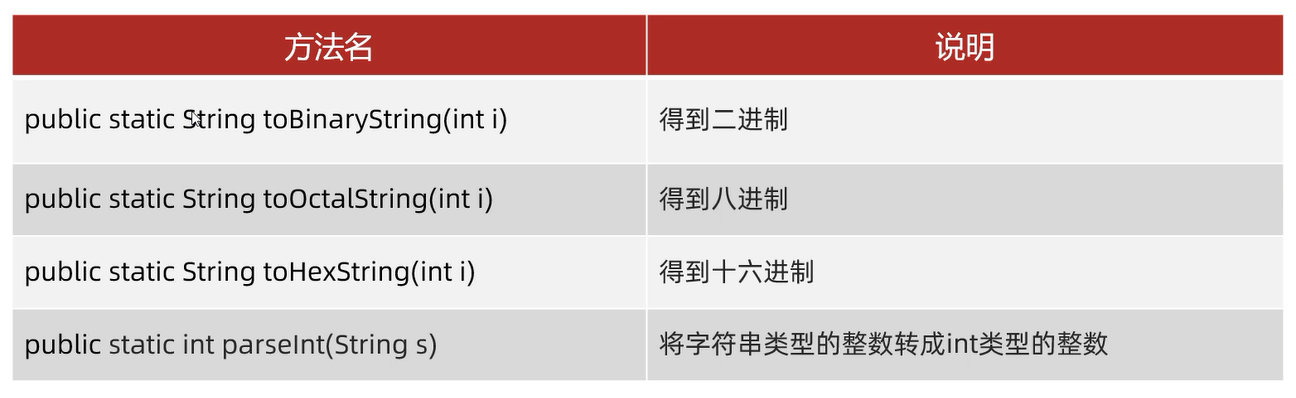 方法名 说明
public static String toBinaryString(int i) 得到二进制
public static String toOctalString(int i) 得到八进制
public static String toHexString(int i) 得到十六进制
public static int parseInt(String s) 将字符串类型的整数转成int类型的整数